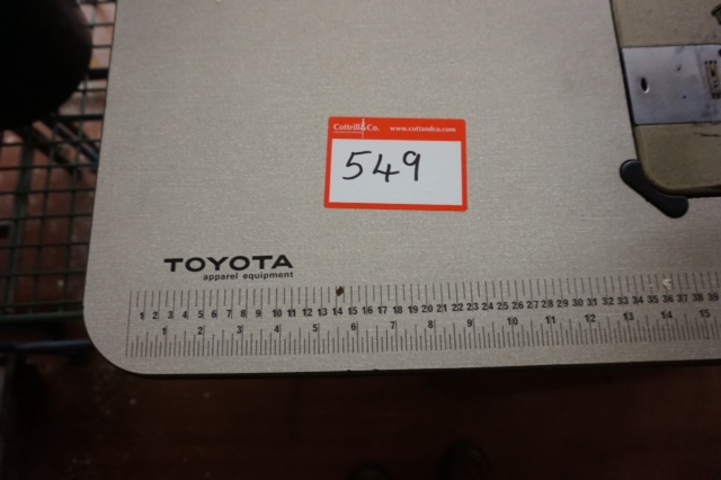 Cottrill&Co. www.cottandco.com
549
TOYOTA
apparel equipment
1 2 3 4 5 6 7 8 9 10 11 12 13 14 15 16 17 18 19 20 21 22 23 24 25 26 27 28 29 30 31 32 33 34 35 36 37 38 39
1 2 3 4 5 6 7 8 9 10 11 12 13 14 15